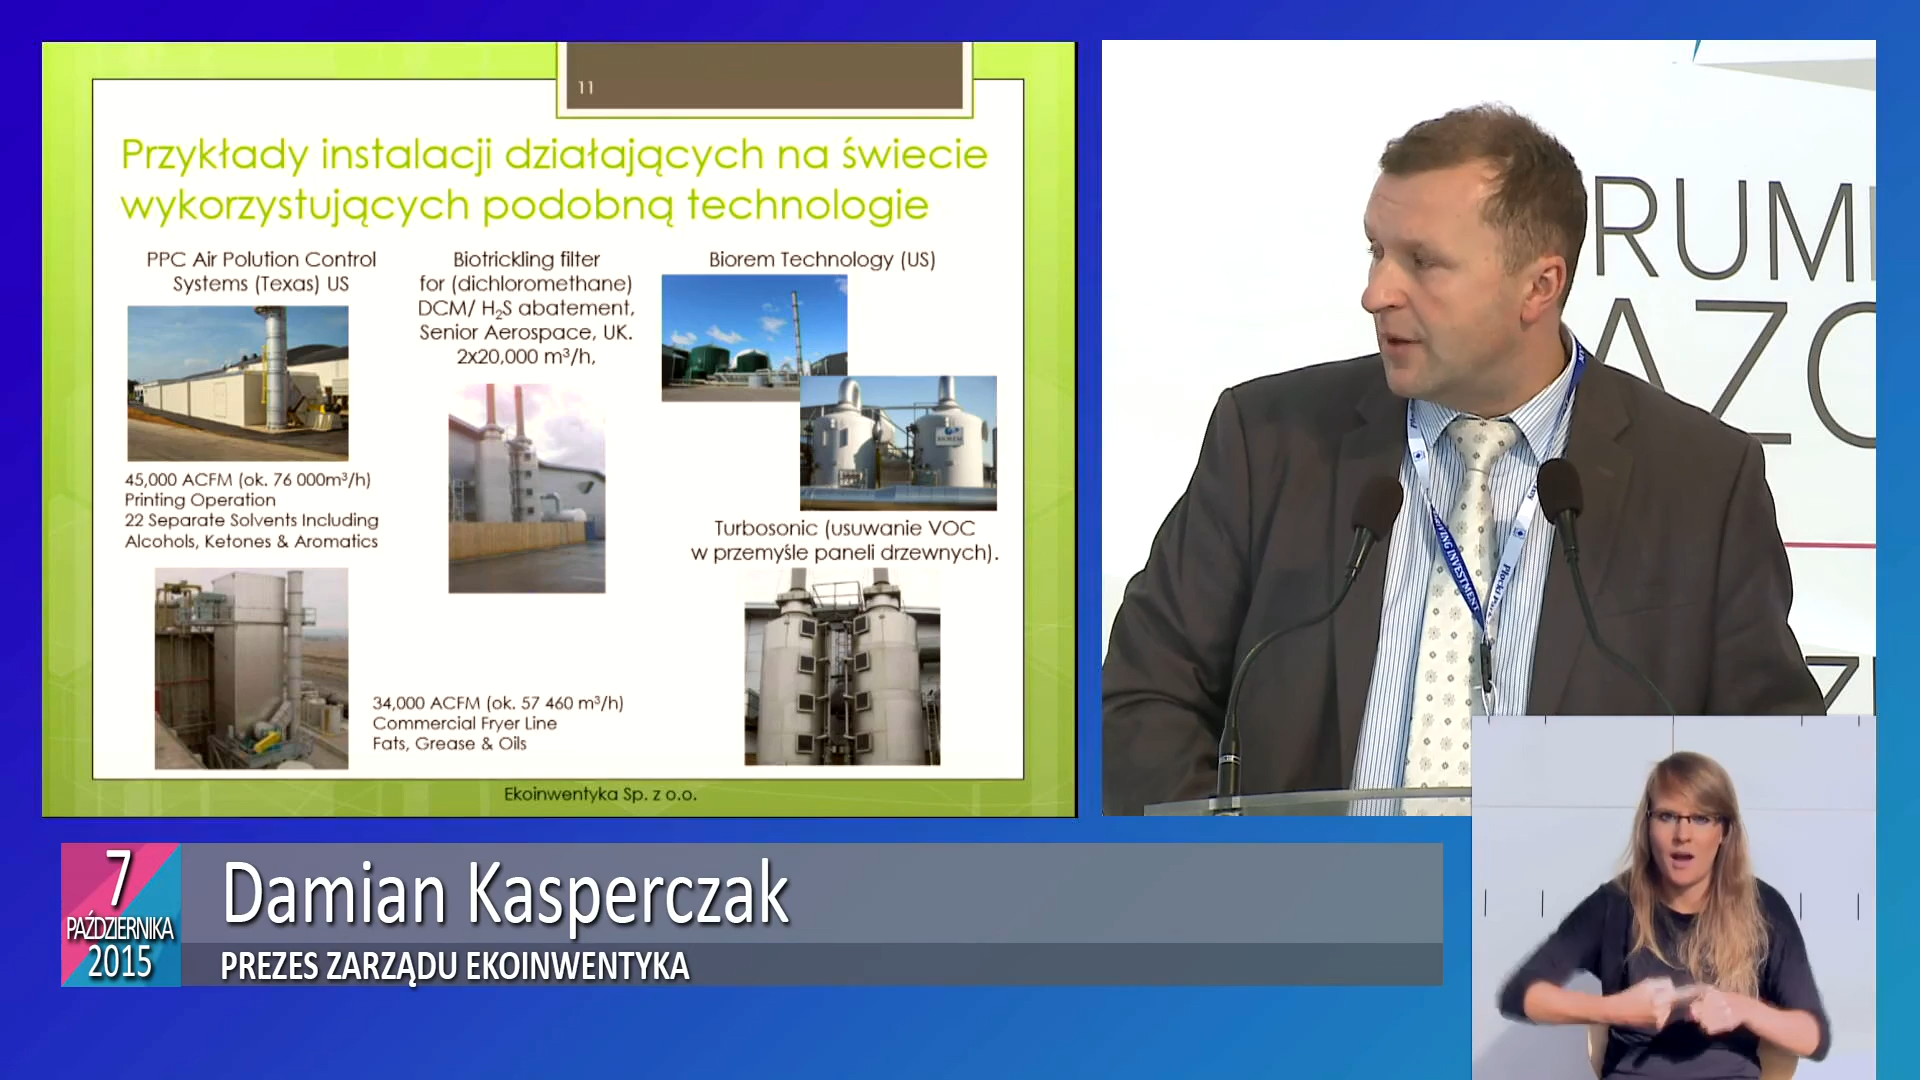 11
Przykłady instalacji działających na świecie
wykorzystujących podobną technologie
PPC Air Polution Control
Systems (Texas) US
45,000 ACFM (ok. 76 000m³/h)
Printing Operation
22 Separate Solvents Including
Alcohols, Ketones & Aromatics
34,000 ACFM (ok. 57 460 m³/h)
Commercial Fryer Line
Fats, Grease & Oils
Biotrickling filter
for (dichloromethane)
DCM/ H₂S abatement,
Senior Aerospace, UK.
2x20,000 m³/h,
Biorem Technology (US)
BIOREM
Turbosonic (usuwanie VOC
w przemyśle paneli drzewnych).
Ekoinwentyka Sp. z o.o.
RUM
AZO
ZI
INVESTMENT
7
PAŹDZIERNIKA
2015
Damian Kasperczak
PREZES ZARZĄDU EKOINWENTYKA